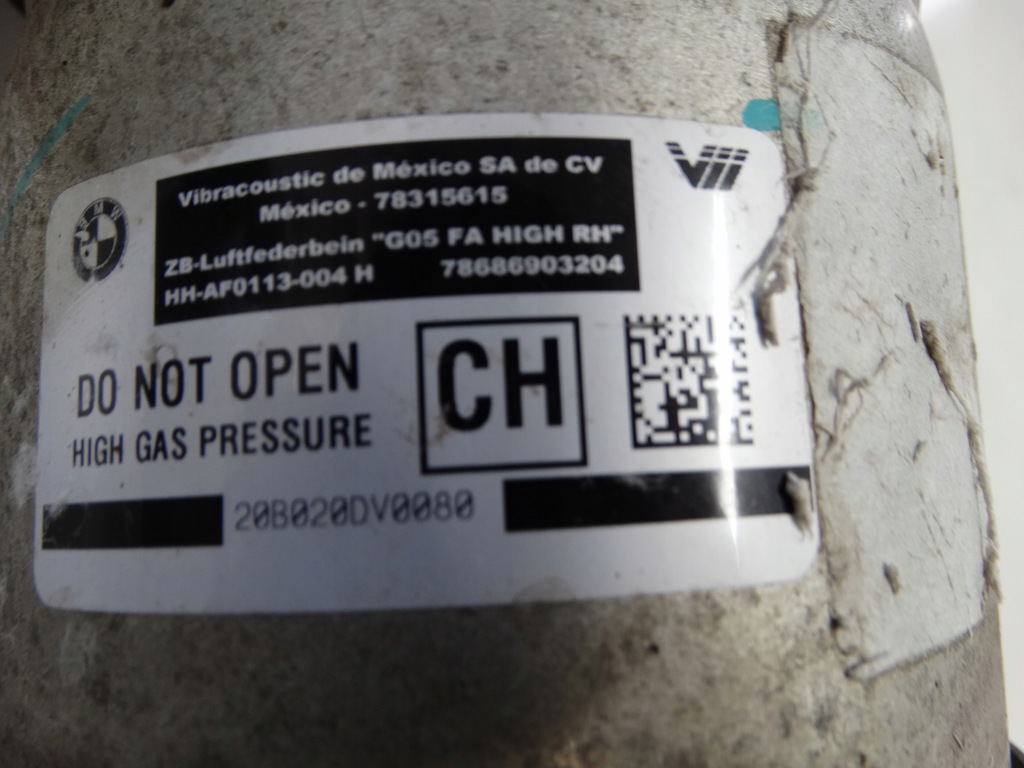 BMW
Vibracoustic de México SA de CV
México - 78315615
ZB-Luftfederbein "G05 FA HIGH RH"
HH-AF0113-004 H 78686903204
DO NOT OPEN
HIGH GAS PRESSURE
CH
20B020DV0080